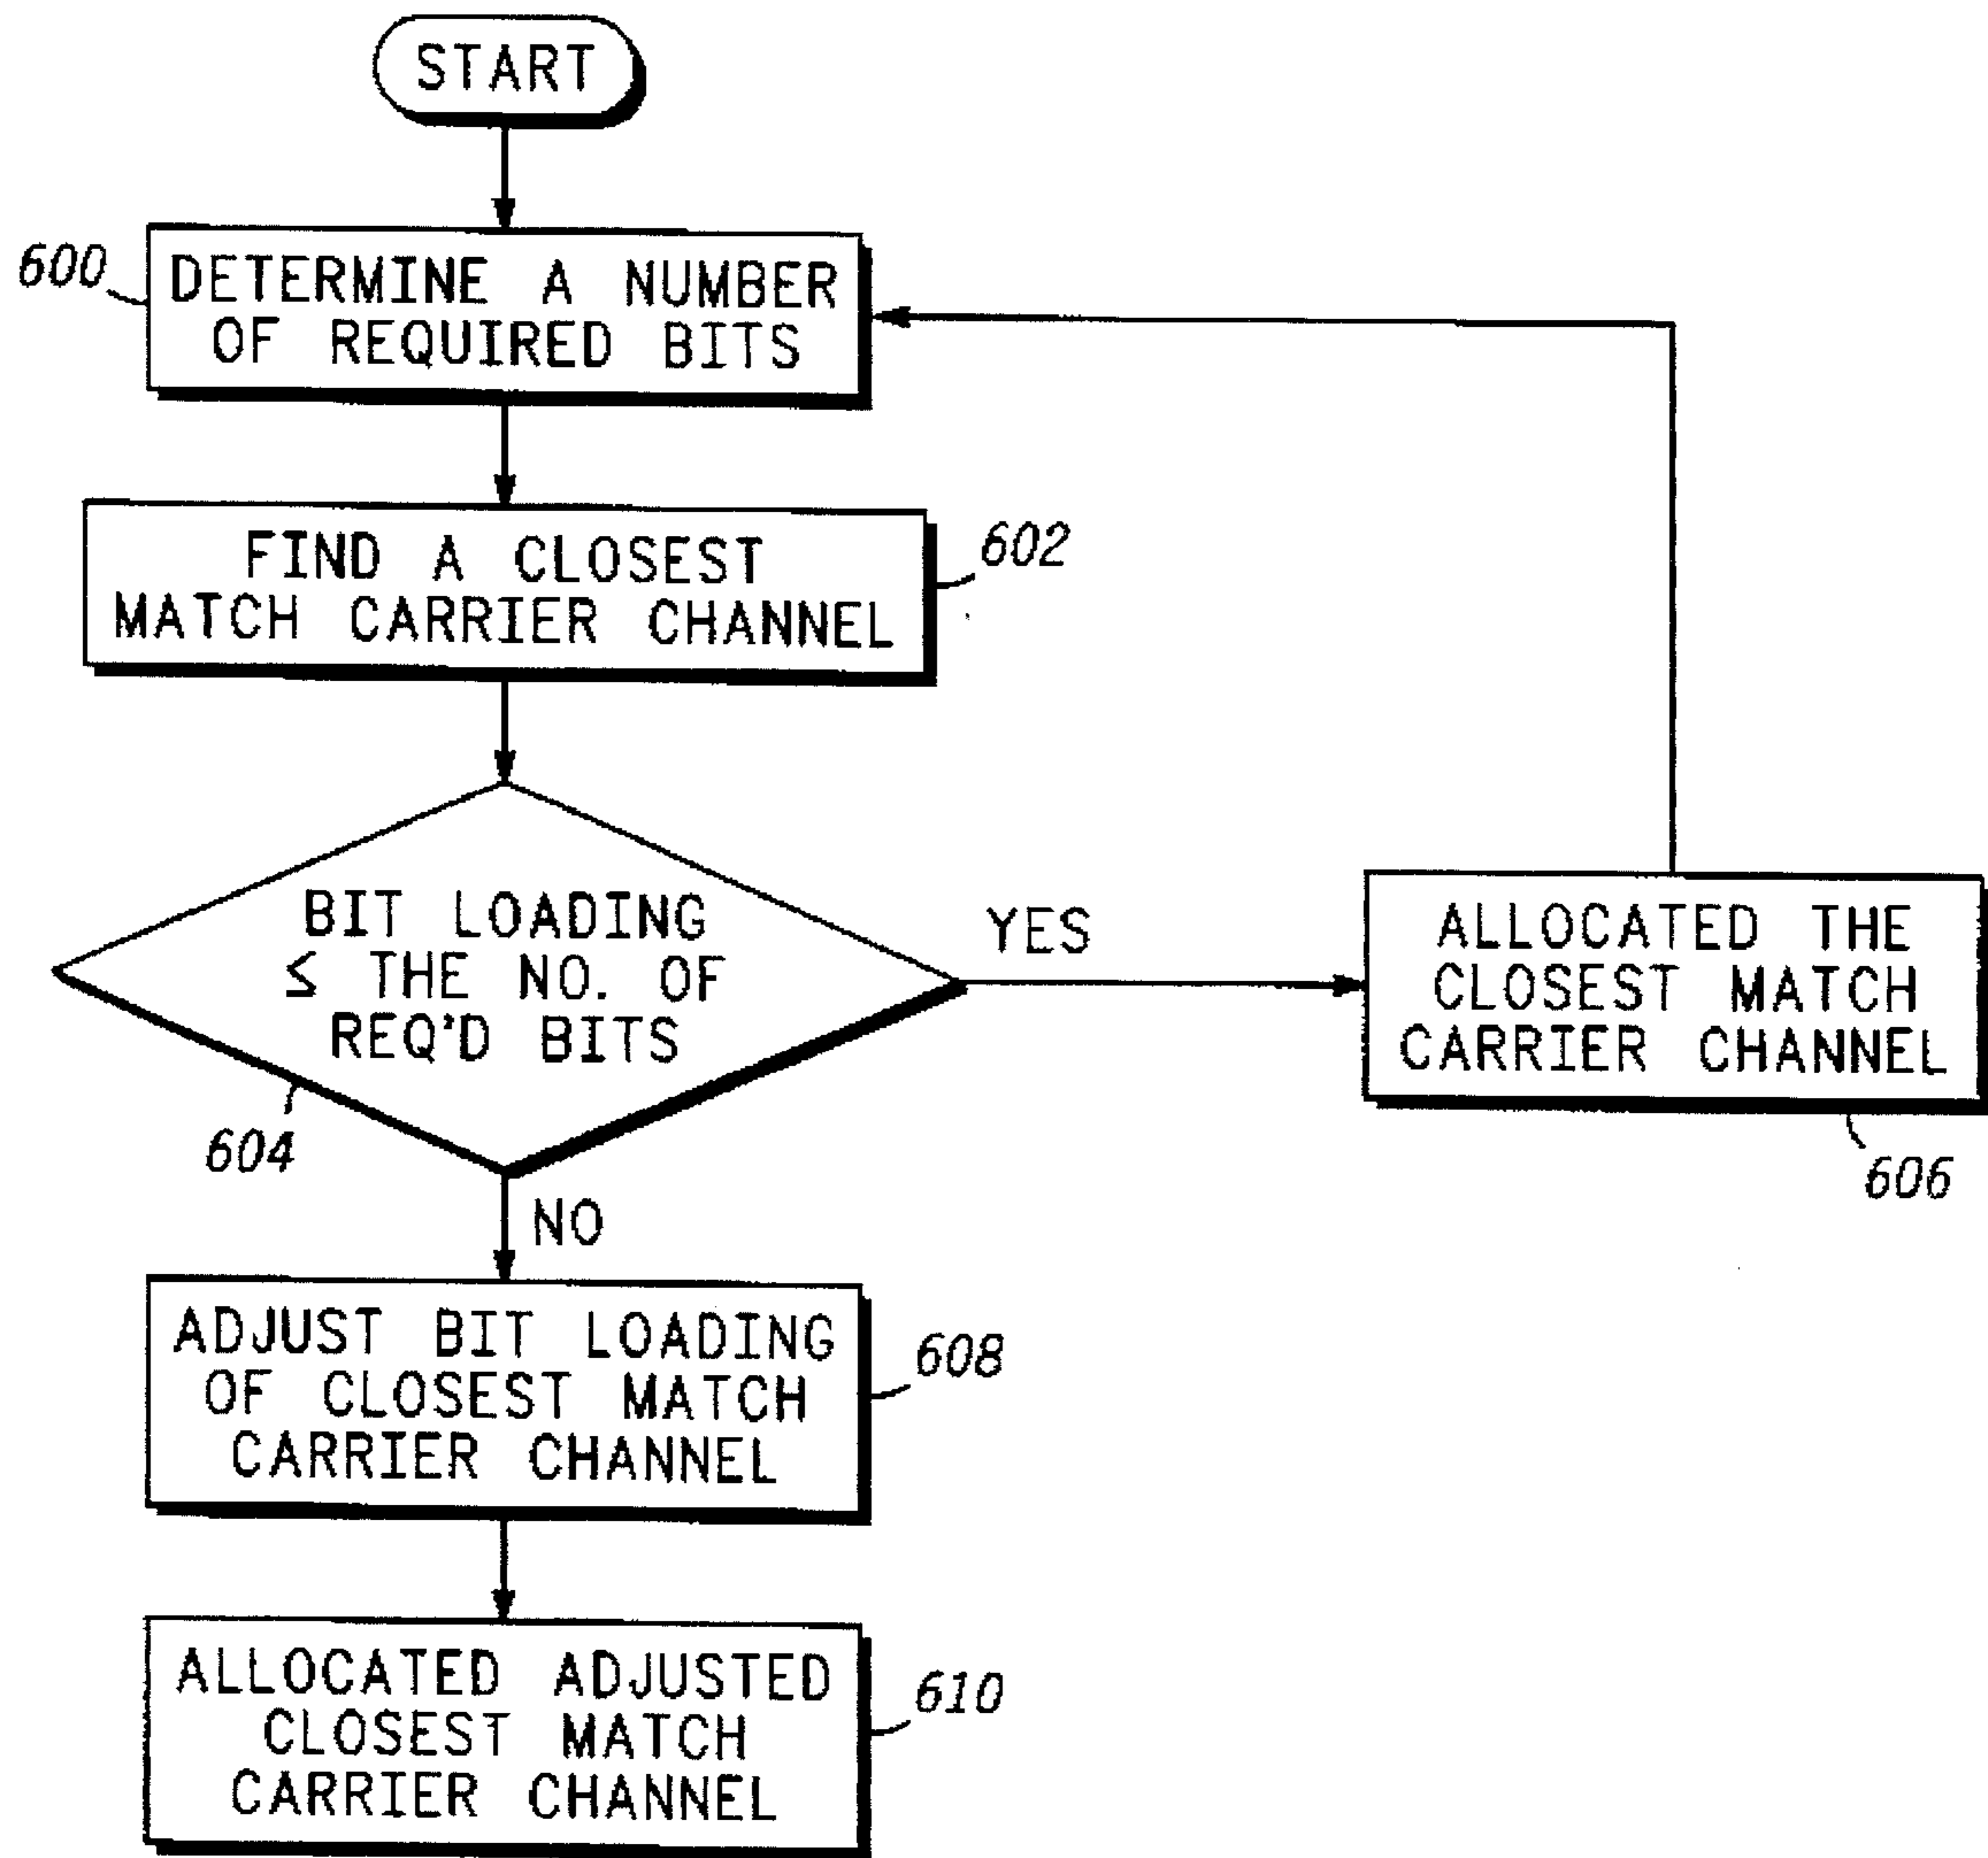 START
600
DETERMINE A NUMBER
OF REQUIRED BITS
FIND A CLOSEST
MATCH CARRIER CHANNEL
602
BIT LOADING
≤ THE NO. OF
REQ'D BITS
604
YES
ALLOCATED THE
CLOSEST MATCH
CARRIER CHANNEL
606
NO
ADJUST BIT LOADING
OF CLOSEST MATCH
CARRIER CHANNEL
608
ALLOCATED ADJUSTED
CLOSEST MATCH
CARRIER CHANNEL
610